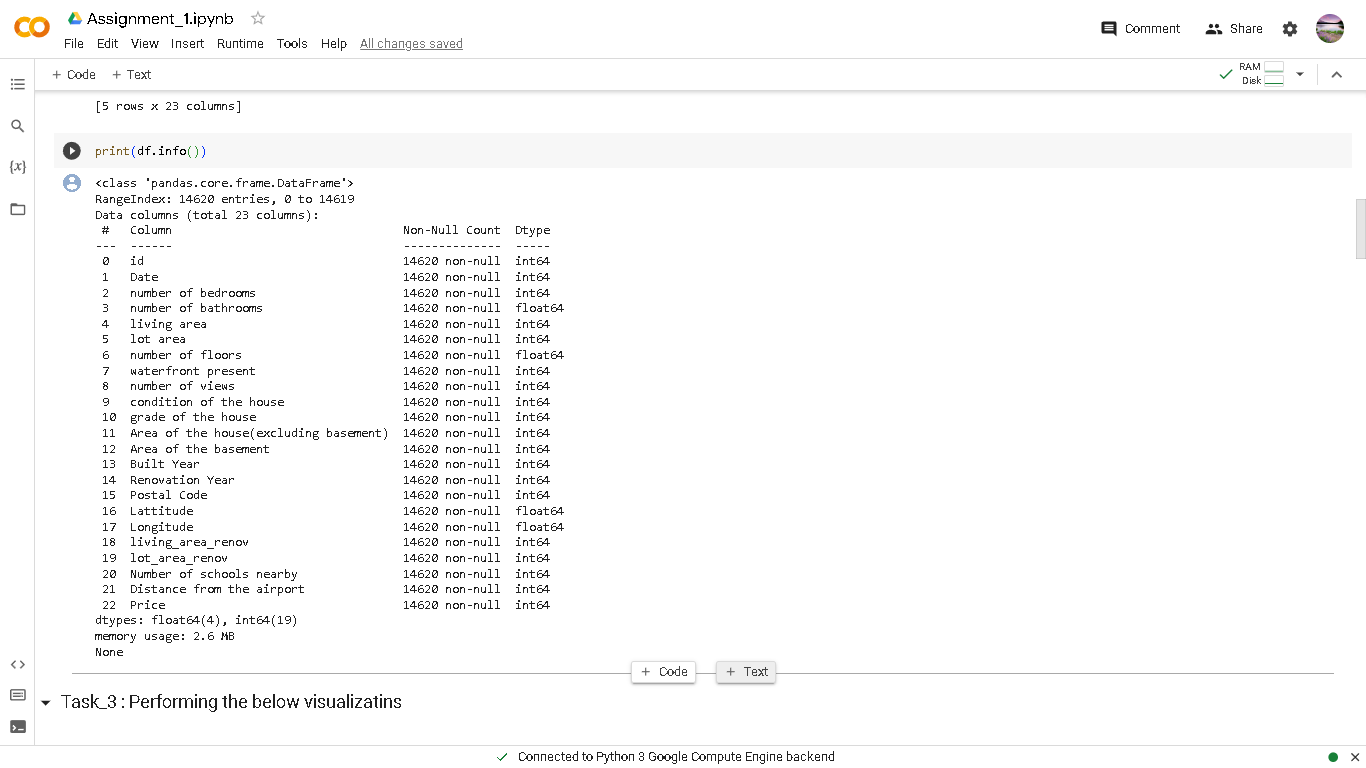 Assignment_1.ipynb
File Edit View Insert Runtime Tools Help All changes saved
Comment Share
+ Code + Text
RAM
Disk
[5 rows x 23 columns]
{x}
print(df.info())
<class 'pandas.core.frame.DataFrame'>
RangeIndex: 14620 entries, 0 to 14619
Data columns (total 23 columns):
 #   Column                                 Non-Null Count  Dtype
---  ------                                 --------------  -----
 0   id                                     14620 non-null  int64
 1   Date                                   14620 non-null  int64
 2   number of bedrooms                     14620 non-null  int64
 3   number of bathrooms                    14620 non-null  float64
 4   living area                            14620 non-null  int64
 5   lot area                               14620 non-null  int64
 6   number of floors                       14620 non-null  float64
 7   waterfront present                     14620 non-null  int64
 8   number of views                        14620 non-null  int64
 9   condition of the house                 14620 non-null  int64
 10  grade of the house                     14620 non-null  int64
 11  Area of the house(excluding basement)  14620 non-null  int64
 12  Area of the basement                   14620 non-null  int64
 13  Built Year                             14620 non-null  int64
 14  Renovation Year                        14620 non-null  int64
 15  Postal Code                            14620 non-null  int64
 16  Lattitude                              14620 non-null  float64
 17  Longitude                              14620 non-null  float64
 18  living_area_renov                      14620 non-null  int64
 19  lot_area_renov                         14620 non-null  int64
 20  Number of schools nearby               14620 non-null  int64
 21  Distance from the airport              14620 non-null  int64
 22  Price                                  14620 non-null  int64
dtypes: float64(4), int64(19)
memory usage: 2.6 MB
None
+ Code + Text
Task_3 : Performing the below visualizatins
Connected to Python 3 Google Compute Engine backend